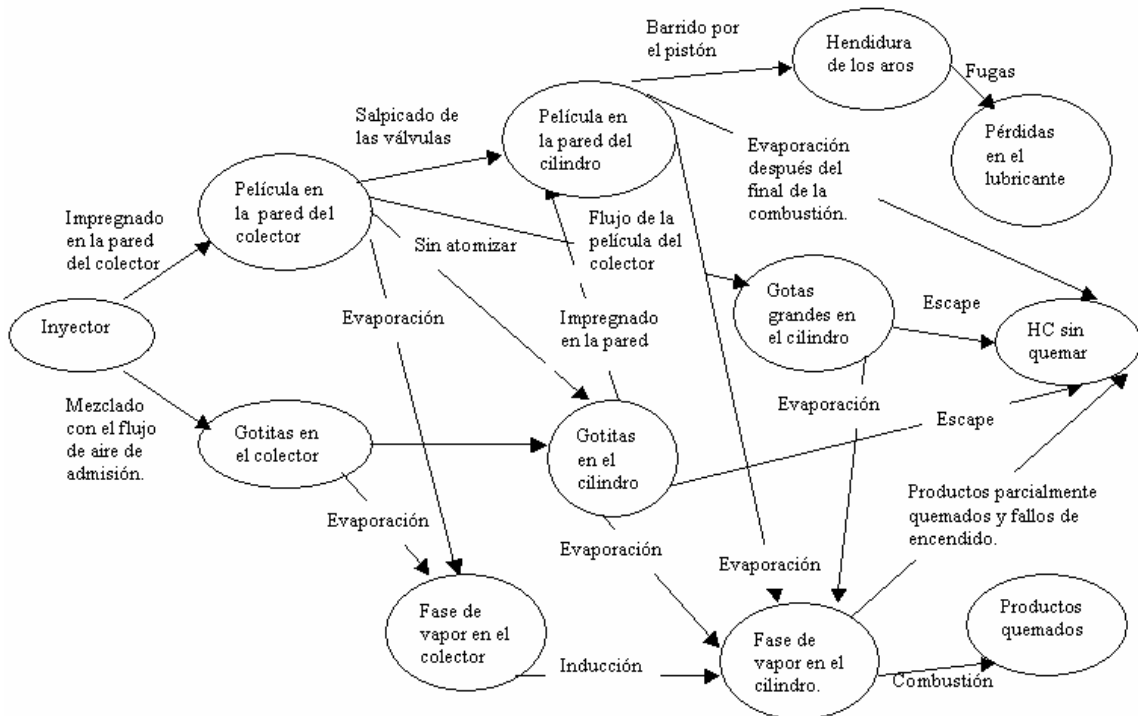 Barrido por
el pistón
Hendidura
de los aros
Fugas
Pérdidas
en el
lubricante
Salpicado de
las válvulas
Película en
la pared del
cilindro
Evaporación
después del
final de la
combustión.
Película en
la pared del
colector
Impregnado
en la pared
del colector
Sin atomizar
Flujo de la
película del
colector
Gotas
grandes en
el cilindro
Escape
HC sin
quemar
Inyector
Evaporación
Impregnado
en la pared
Evaporación
Mezclado
con el flujo
de aire de
admisión.
Gotitas en
el colector
Gotitas
en el
cilindro
Escape
Productos parcialmente
quemados y fallos de
encendido.
Evaporación
Evaporación
Evaporación
Fase de
vapor en el
colector
Inducción
Fase de
vapor en el
cilindro.
Combustión
Productos
quemados